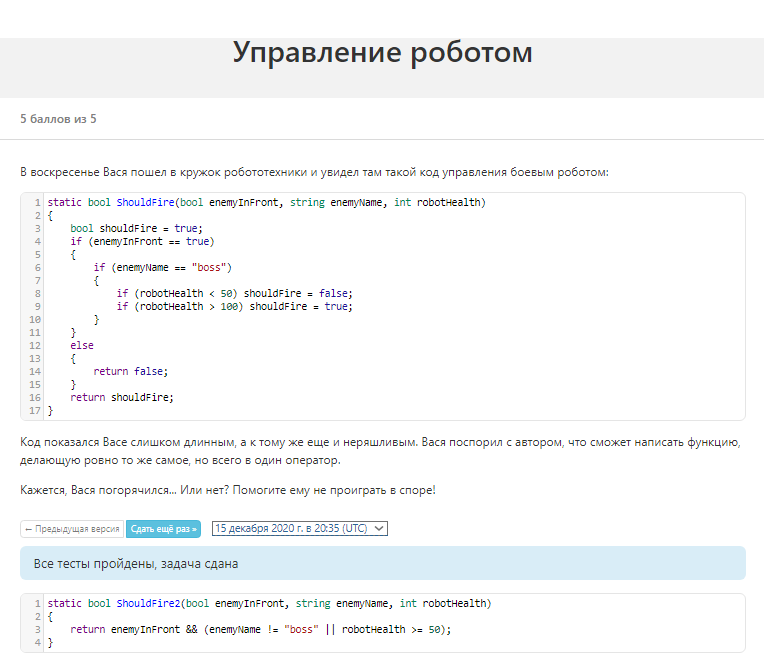 Управление роботом
5 баллов из 5
В воскресенье Вася пошел в кружок робототехники и увидел там такой код управления боевым роботом:
1 static bool ShouldFire(bool enemyInFront, string enemyName, int robotHealth)
2 {
3     bool shouldFire = true;
4     if (enemyInFront == true)
5     {
6         if (enemyName == "boss")
7         {
8             if (robotHealth < 50) shouldFire = false;
9             if (robotHealth > 100) shouldFire = true;
10         }
11     }
12     else
13     {
14         return false;
15     }
16     return shouldFire;
17 }
Код показался Васе слишком длинным, а к тому же еще и неряшливым. Вася поспорил с автором, что сможет написать функцию,
делающую ровно то же самое, но всего в один оператор.
Кажется, Вася погорячился... Или нет? Помогите ему не проиграть в споре!
← Предыдущая версия Сдать ещё раз » 15 декабря 2020 г. в 20:35 (UTC)
Все тесты пройдены, задача сдана
1 static bool ShouldFire2(bool enemyInFront, string enemyName, int robotHealth)
2 {
3     return enemyInFront && (enemyName != "boss" || robotHealth >= 50);
4 }